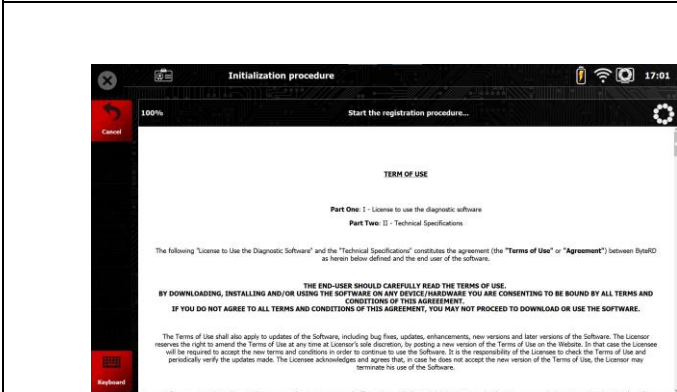 Initialization procedure
17:01
Cancel
100%
Start the registration procedure...
TERM OF USE
Part One: I - License to use the diagnostic software
Part Two: II - Technical Specifications
The following "License to Use the Diagnostic Software" and the "Technical Specifications" constitutes the agreement (the "Terms of Use" or "Agreement") between ByteRD
as herein below defined and the end user of the software.
THE END-USER SHOULD CAREFULLY READ THE TERMS OF USE.
BY DOWNLOADING, INSTALLING AND/OR USING THE SOFTWARE ON ANY DEVICE/HARDWARE YOU ARE CONSENTING TO BE BOUND BY ALL TERMS AND
CONDITIONS OF THIS AGREEEMENT.
IF YOU DO NOT AGREE TO ALL TERMS AND CONDITIONS OF THIS AGREEMENT, YOU MAY NOT PROCEED TO DOWNLOAD OR USE THE SOFTWARE.
The Terms of Use shall also apply to updates of the Software, including bug fixes, updates, enhancements, new versions and later versions of the Software. The Licensor
reserves the right to amend the Terms of Use at any time at Licensor's sole discretion, by posting a new version of the Terms of Use on the Website. In that case the Licensee
will be required to accept the new terms and conditions in order to continue to use the Software. It is the responsibility of the Licensee to check the Terms of Use and
periodically verify the updates made. The Licensee acknowledges and agrees that, in case he does not accept the new version of the Terms of Use, the Licensor may
terminate his use of the Software.
Keyboard